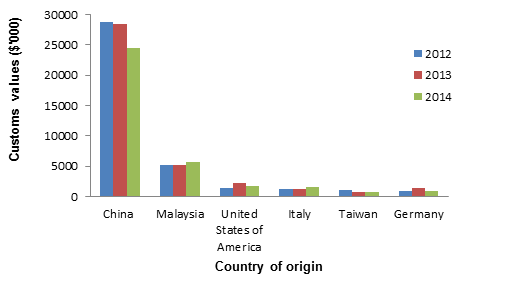 Customs values ($'000)
30000
25000
20000
15000
10000
5000
0
2012
2013
2014
China
Malaysia
United
States of
America
Italy
Taiwan
Germany
Country of origin